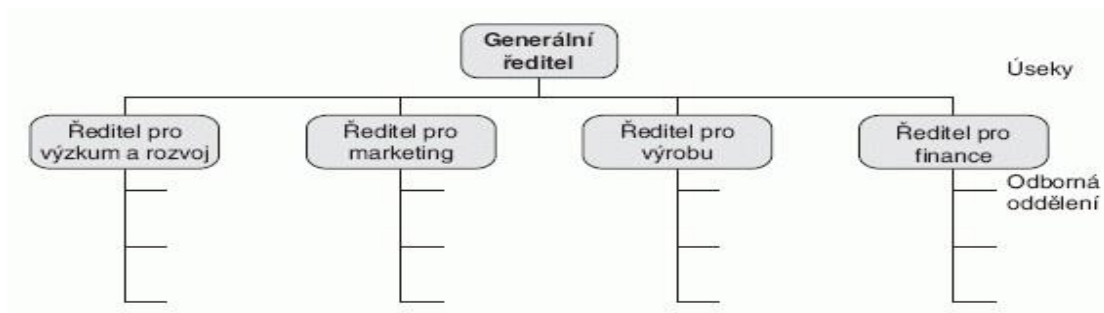 Generální
ředitel
Úseky
Ředitel pro
výzkum a rozvoj
Ředitel pro
marketing
Ředitel pro
výrobu
Ředitel pro
finance
Odborná
oddělení